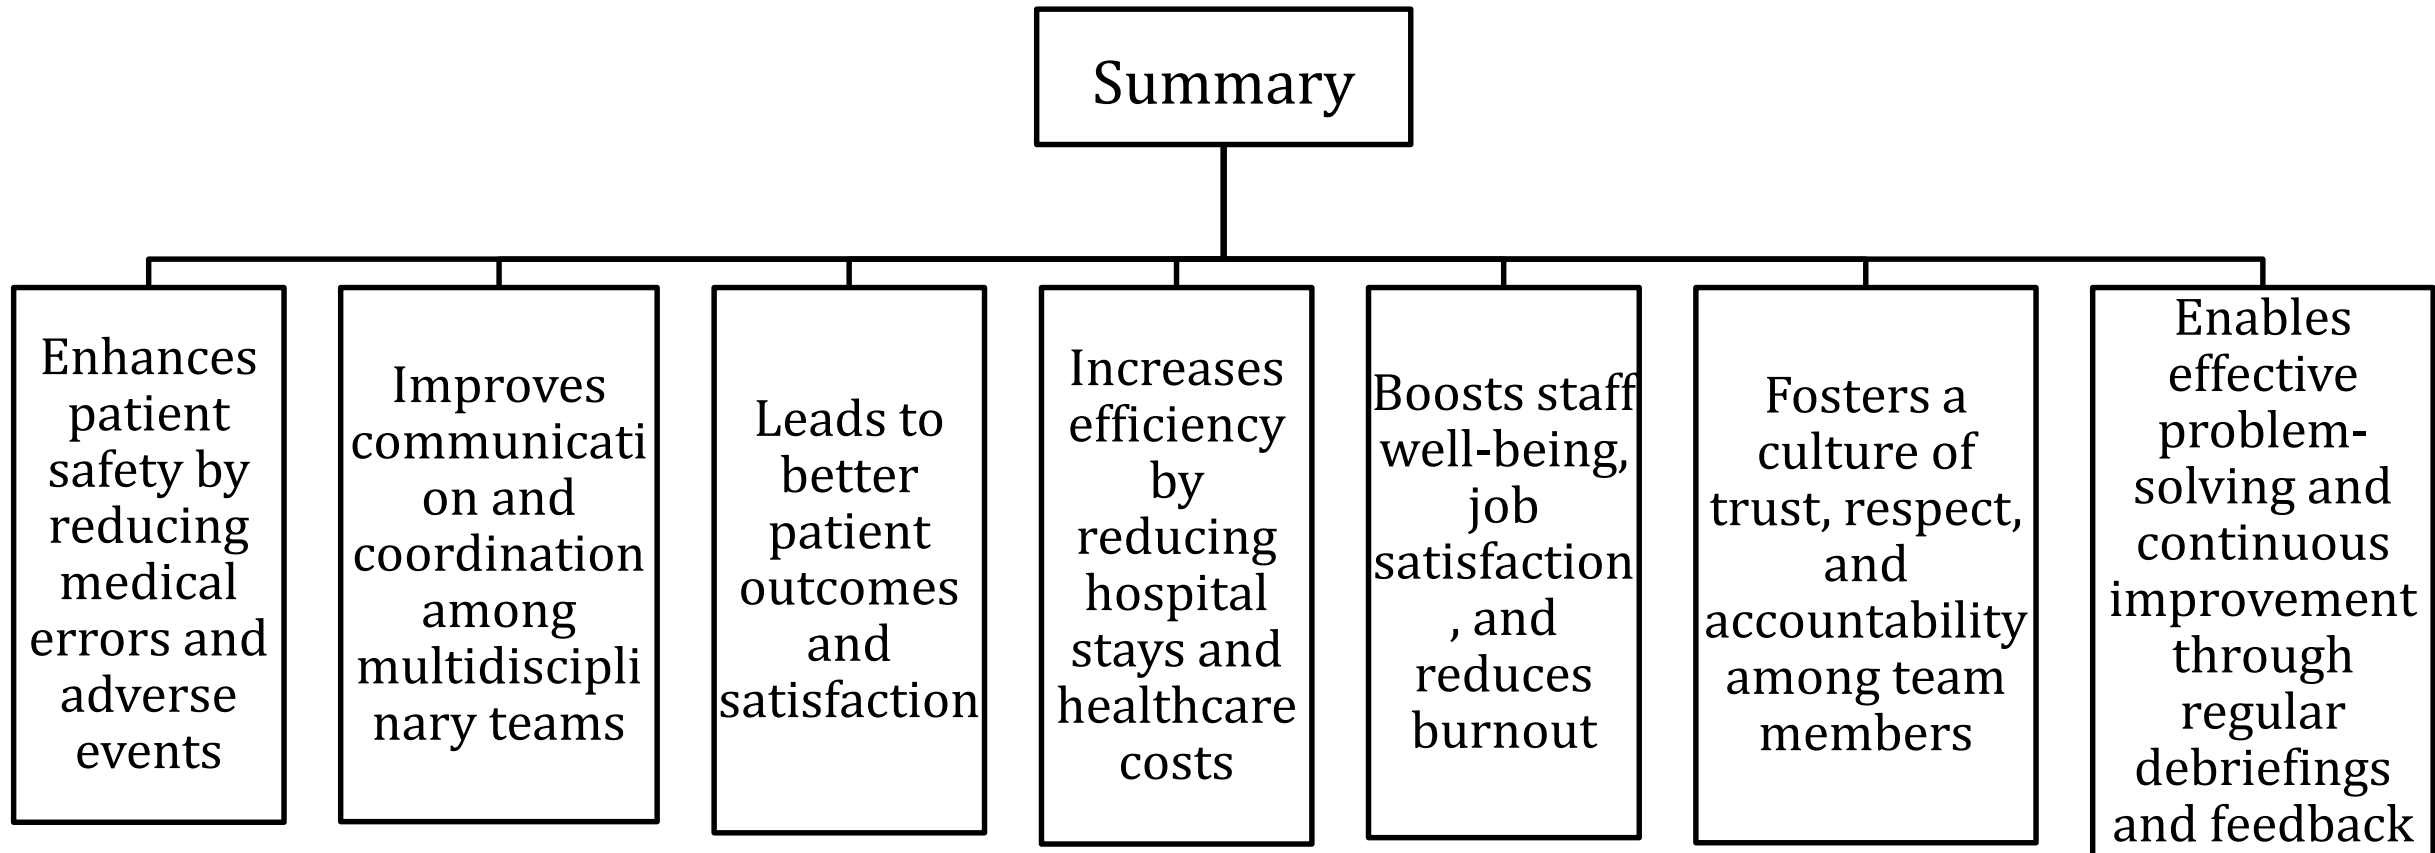 Summary
Enhances
patient
safety by
reducing
medical
errors and
adverse
events
Improves
communicati
on and
coordination
among
multidiscipli
nary teams
Leads to
better
patient
outcomes
and
satisfaction
Increases
efficiency
by
reducing
hospital
stays and
healthcare
costs
Boosts staff
well-being,
job
satisfaction
, and
reduces
burnout
Fosters a
culture of
trust, respect,
and
accountability
among team
members
Enables
effective
problem-
solving and
continuous
improvement
through
regular
debriefings
and feedback